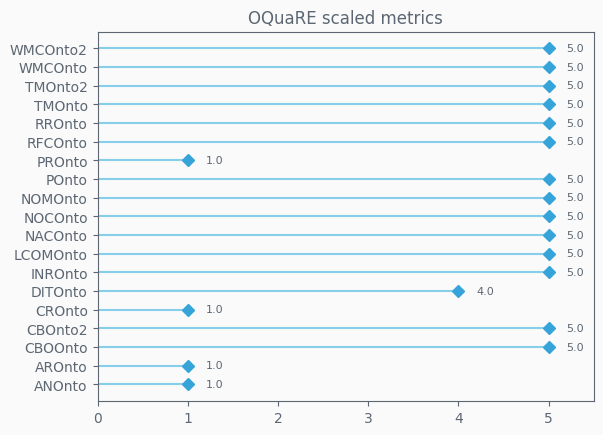 OQuaRE scaled metrics
WMCOnto2 5.0
WMCOnto 5.0
TMOnto2 5.0
TMOnto 5.0
RROnto 5.0
RFCOnto 5.0
PROnto 1.0
POnto 5.0
NOMOnto 5.0
NOCOnto 5.0
NACOnto 5.0
LCOMOnto 5.0
INROnto 5.0
DITOnto 4.0
CROnto 1.0
CBOnto2 5.0
CBOOnto 5.0
AROnto 1.0
ANOnto 1.0
0 1 2 3 4 5